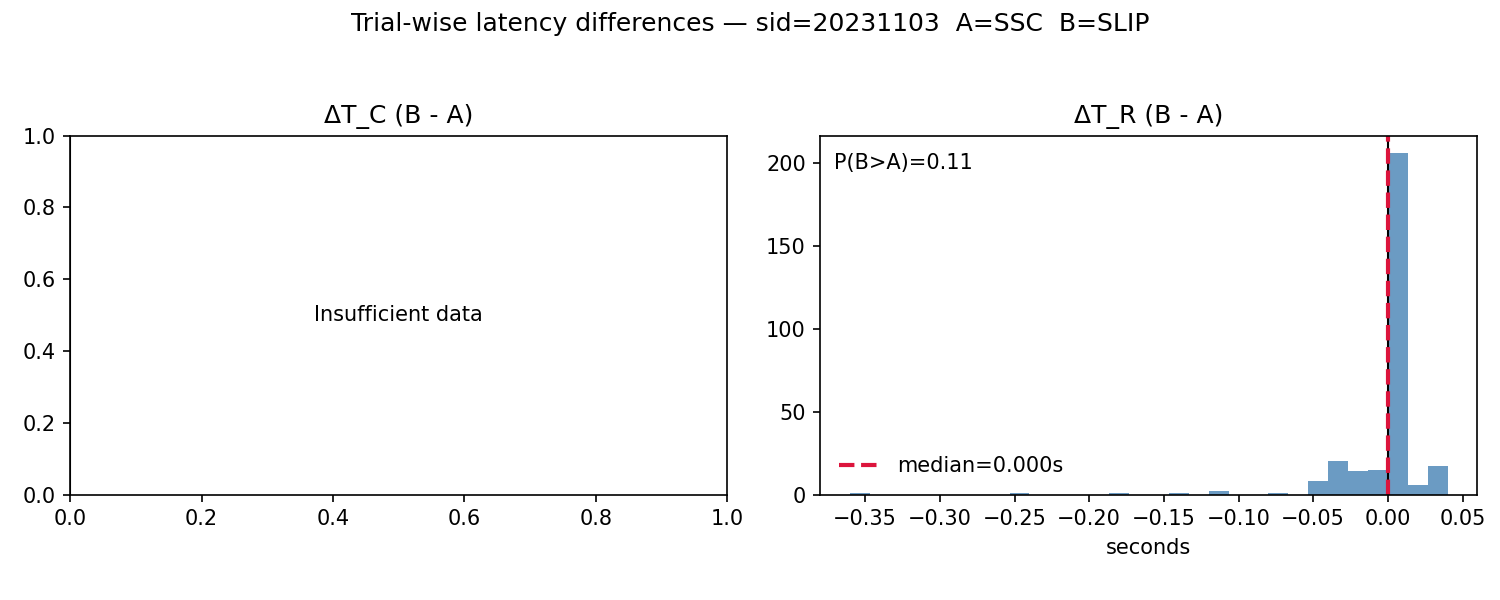 Trial-wise latency differences — sid=20231103  A=SSC  B=SLIP
ΔT_C (B - A)
1.0
0.8
0.6
0.4
0.2
0.0
Insufficient data
0.0 0.2 0.4 0.6 0.8 1.0
ΔT_R (B - A)
200
150
100
50
0
P(B>A)=0.11
median=0.000s
−0.35 −0.30 −0.25 −0.20 −0.15 −0.10 −0.05 0.00 0.05
seconds